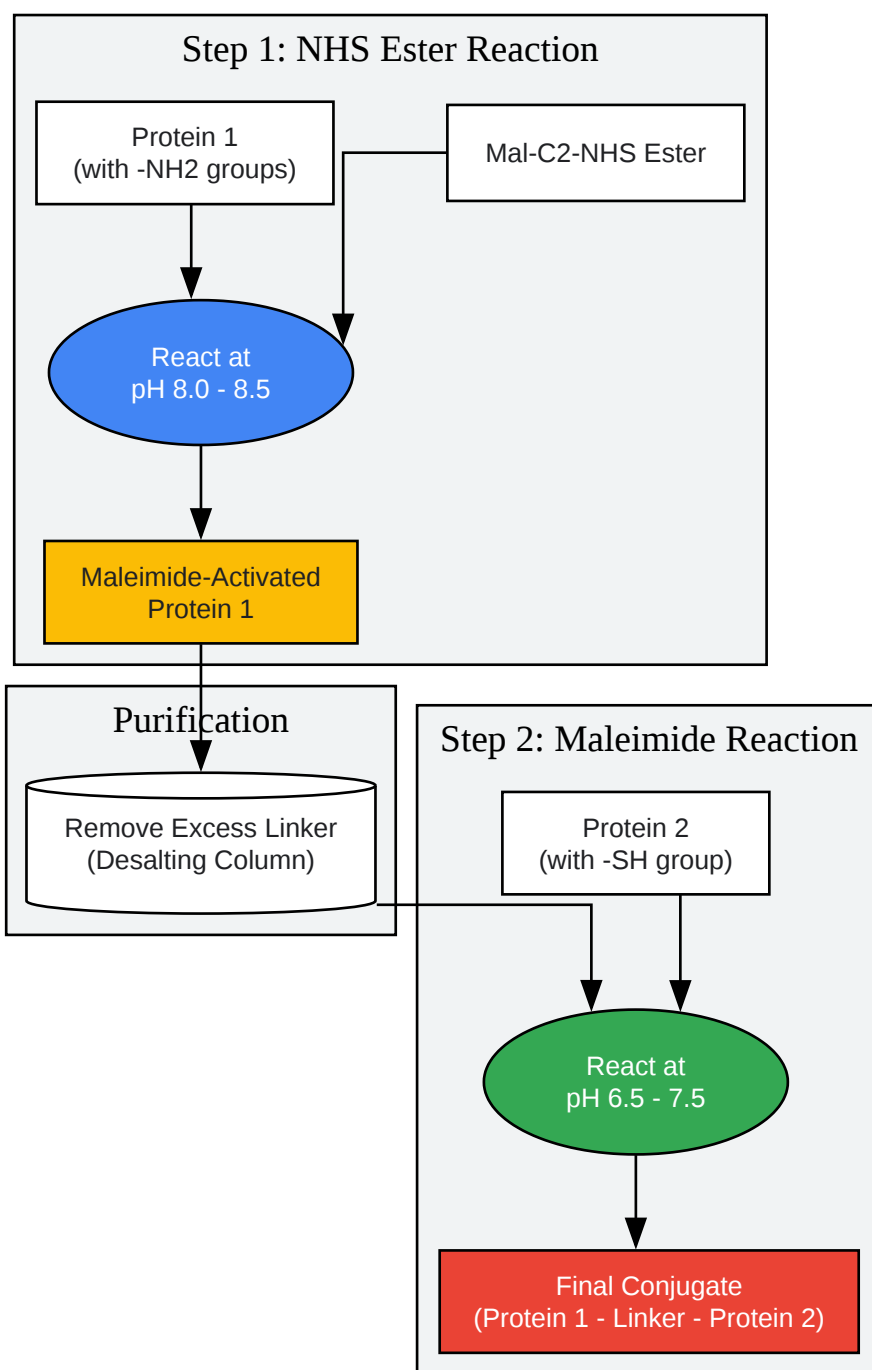 Step 1: NHS Ester Reaction
Protein 1
(with -NH2 groups)
Mal-C2-NHS Ester
React at
pH 8.0 - 8.5
Maleimide-Activated
Protein 1
Purification
Remove Excess Linker
(Desalting Column)
Step 2: Maleimide Reaction
Protein 2
(with -SH group)
React at
pH 6.5 - 7.5
Final Conjugate
(Protein 1 - Linker - Protein 2)